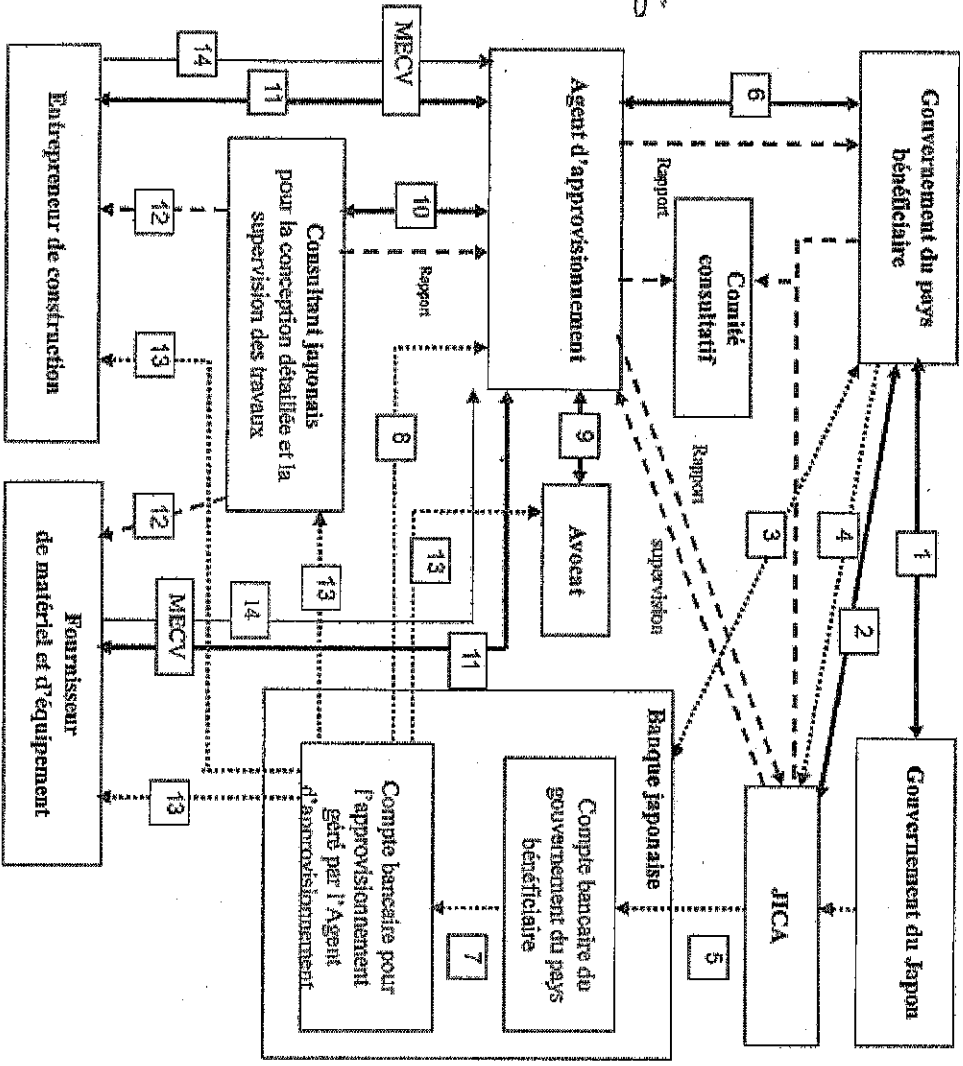 Gouvernement du pays
bénéficiaire
1
Gouvernement du Japon
2
4
3
JICA
6
Rapport
Comité
consultatif
Rapport
supervision
5
Agent d'approvisionnement
9
Avocat
Banque japonaise
Compte bancaire du
gouvernement du pays
bénéficiaire
7
Compte bancaire pour
l'approvisionnement
géré par l'Agent
d'approvisionnement
MECV
10
Rapport
8
13
11
14
11
Consultant japonais
pour la conception détaillée et la
supervision des travaux
13
12
13
12
14
MECV
13
Entrepreneur de construction
Fournisseur
de matériel et d'équipement